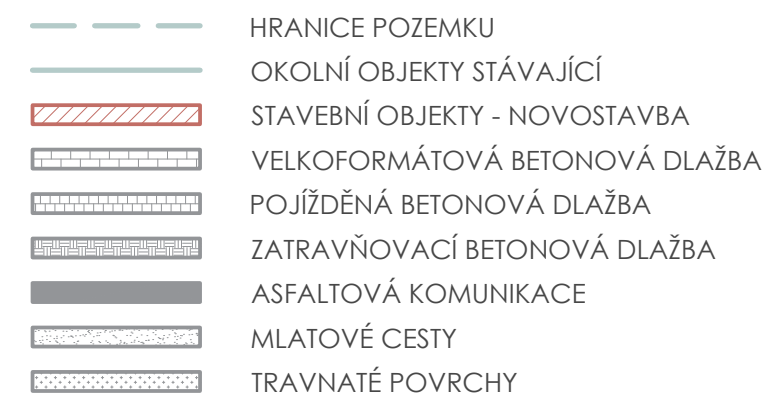 HRANICE POZEMKU
OKOLNÍ OBJEKTY STÁVAJÍCÍ
STAVEBNÍ OBJEKTY - NOVOSTAVBA
VELKOFORMÁTOVÁ BETONOVÁ DLAŽBA
POJÍŽDĚNÁ BETONOVÁ DLAŽBA
ZATRAVŇOVACÍ BETONOVÁ DLAŽBA
ASFALTOVÁ KOMUNIKACE
MLATOVÉ CESTY
TRAVNATÉ POVRCHY